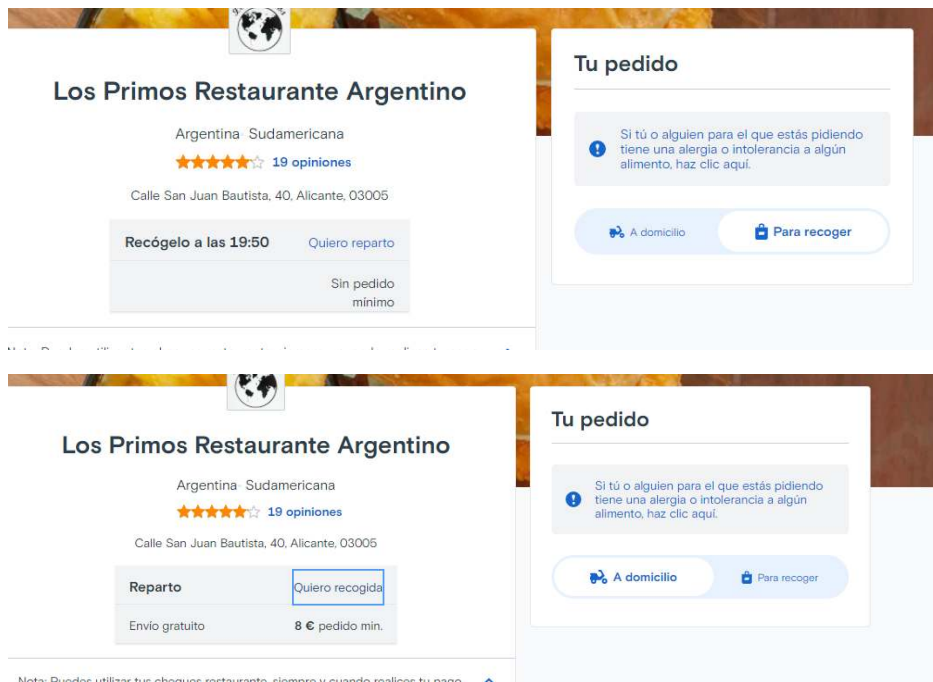 Los Primos Restaurante Argentino
Argentina Sudamericana
19 opiniones
Calle San Juan Bautista, 40, Alicante, 03005
Recógelo a las 19:50 Quiero reparto
Sin pedido
mínimo
Tu pedido
Si tú o alguien para el que estás pidiendo
tiene una alergia o intolerancia a algún
alimento, haz clic aquí.
A domicilio Para recoger
Los Primos Restaurante Argentino
Argentina Sudamericana
19 opiniones
Calle San Juan Bautista, 40, Alicante, 03005
Reparto Quiero recogida
Envío gratuito 8 € pedido min.
Nota: Puedes utilizar tus cheques restaurante, siempre y cuando realices tu pago
Tu pedido
Si tú o alguien para el que estás pidiendo
tiene una alergia o intolerancia a algún
alimento, haz clic aquí.
A domicilio Para recoger